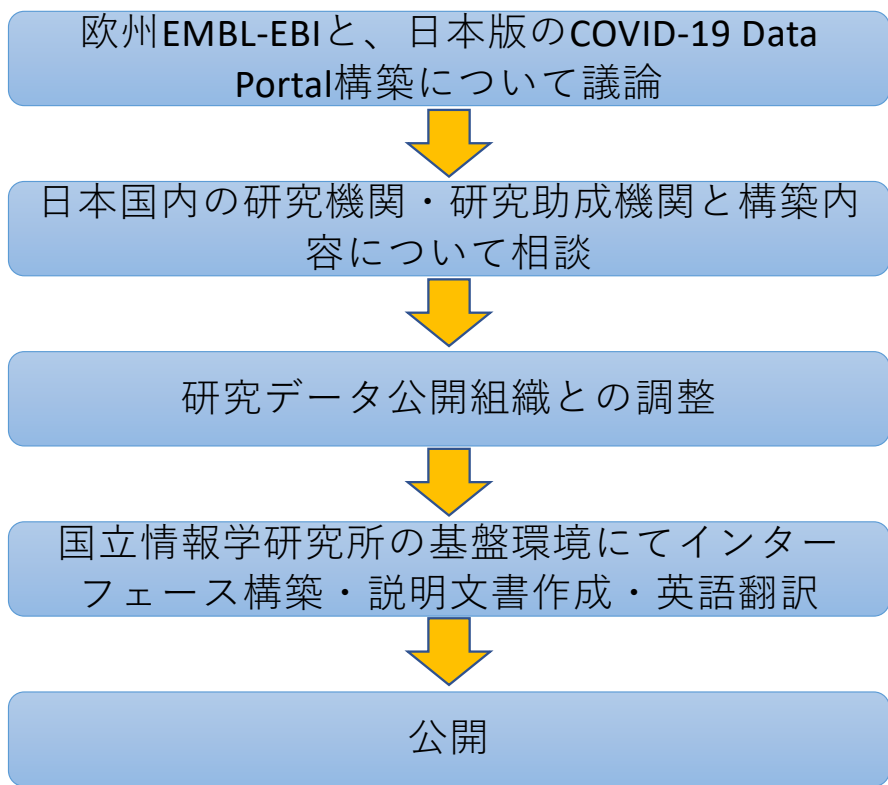 欧州EMBL-EBIと、日本版のCOVID-19 Data
Portal構築について議論
日本国内の研究機関・研究助成機関と構築内
容について相談
研究データ公開組織との調整
国立情報学研究所の基盤環境にてインター
フェース構築・説明文書作成・英語翻訳
公開